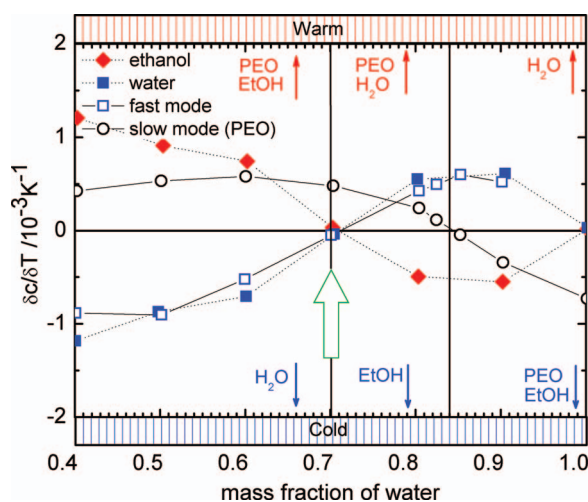 Warm
2
1
0
-1
-2
δc/δT /10⁻³K⁻¹
ethanol
water
fast mode
slow mode (PEO)
PEO
EtOH
PEO
H₂O
H₂O
H₂O
EtOH
PEO
EtOH
Cold
0.4 0.5 0.6 0.7 0.8 0.9 1.0
mass fraction of water